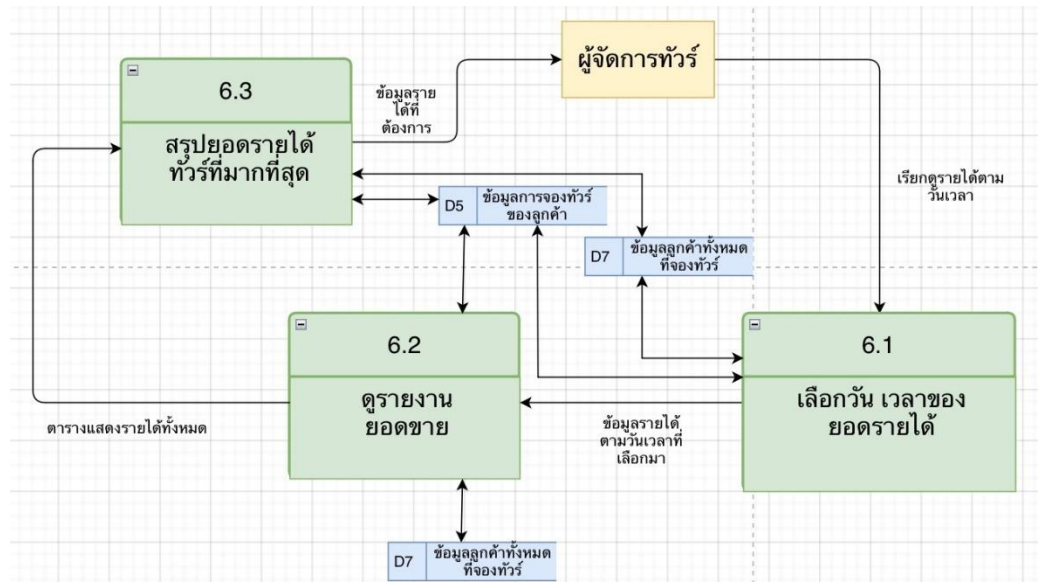 ผู้จัดการทัวร์
6.3
สรุปยอดรายได้
ทัวร์ที่มากที่สุด
ข้อมูลราย
ได้ที่
ต้องการ
เรียกดูรายได้ตาม
วันเวลา
D5
ข้อมูลการจองทัวร์
ของลูกค้า
D7
ข้อมูลลูกค้าทั้งหมด
ที่จองทัวร์
6.2
ดูรายงาน
ยอดขาย
6.1
เลือกวัน เวลาของ
ยอดรายได้
ตารางแสดงรายได้ทั้งหมด
ข้อมูลรายได้
ตามวันเวลาที่
เลือกมา
D7
ข้อมูลลูกค้าทั้งหมด
ที่จองทัวร์